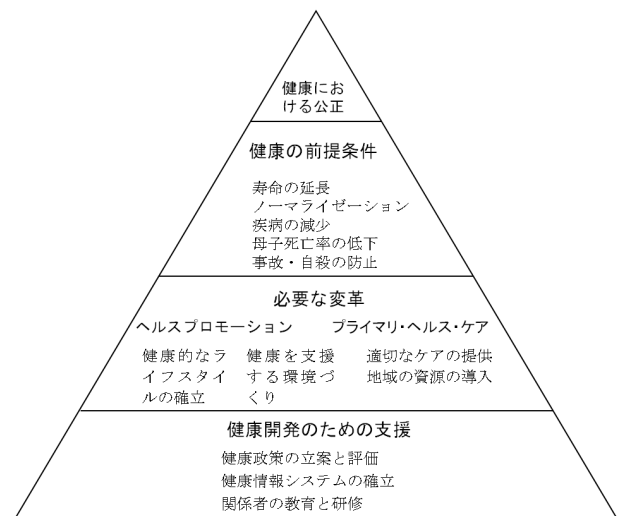 健康にお
ける公正
健康の前提条件
寿命の延長
ノーマライゼーション
疾病の減少
母子死亡率の低下
事故・自殺の防止
必要な変革
ヘルスプロモーション　プライマリ・ヘルス・ケア
健康的なラ　健康を支援　適切なケアの提供
イフスタイ　する環境づ　地域の資源の導入
ルの確立　くり
健康開発のための支援
健康政策の立案と評価
健康情報システムの確立
関係者の教育と研修